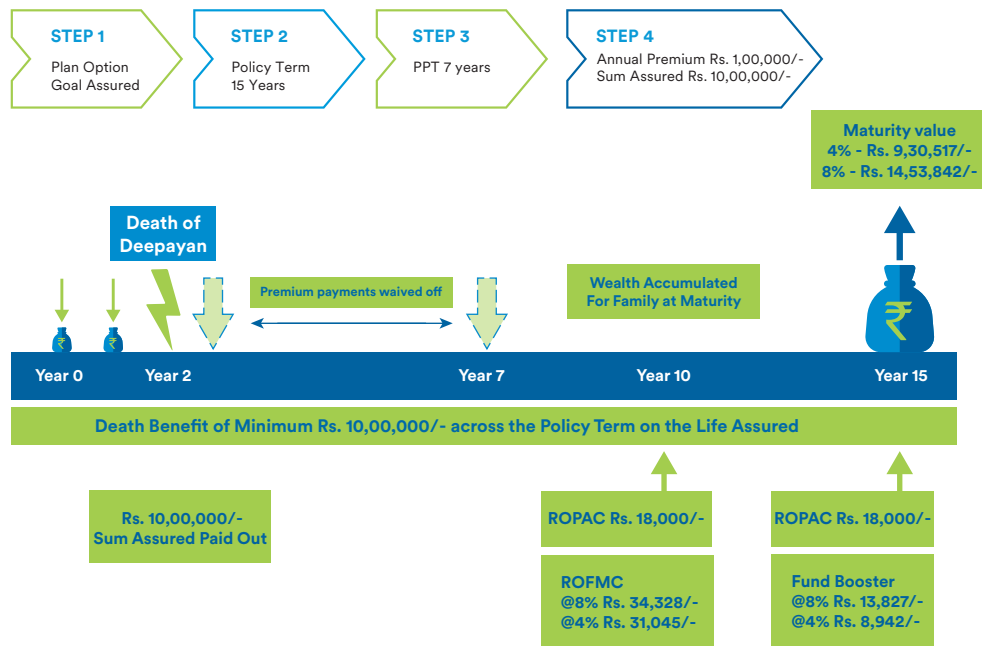 STEP 1
Plan Option
Goal Assured
STEP 2
Policy Term
15 Years
STEP 3
PPT 7 years
STEP 4
Annual Premium Rs. 1,00,000/-
Sum Assured Rs. 10,00,000/-
Maturity value
4% - Rs. 9,30,517/-
8% - Rs. 14,53,842/-
Death of
Deepayan
Premium payments waived off
Wealth Accumulated
For Family at Maturity
₹
₹
₹
Year 0
Year 2
Year 7
Year 10
Year 15
Death Benefit of Minimum Rs. 10,00,000/- across the Policy Term on the Life Assured
Rs. 10,00,000/-
Sum Assured Paid Out
ROPAC Rs. 18,000/-
ROFMC
@8% Rs. 34,328/-
@4% Rs. 31,045/-
ROPAC Rs. 18,000/-
Fund Booster
@8% Rs. 13,827/-
@4% Rs. 8,942/-